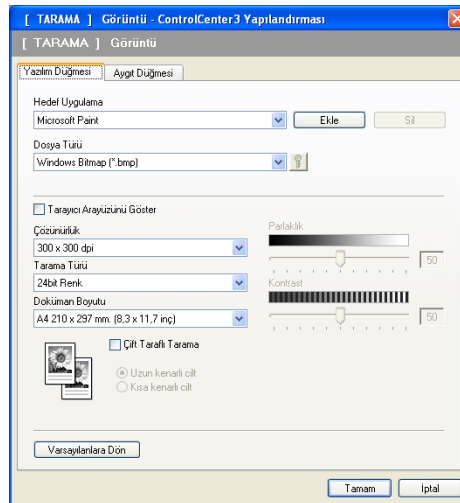 [ TARAMA ] Görüntü - ControlCenter3 Yapılandırması
[ TARAMA ] Görüntü
Yazılım Düğmesi
Aygıt Düğmesi
Hedef Uygulama
Microsoft Paint
Ekle
Sil
Dosya Türü
Windows Bitmap (*.bmp)
Tarayıcı Arayüzünü Göster
Çözünürlük
Parlaklık
300 x 300 dpi
50
Tarama Türü
24bit Renk
Kontrast
Doküman Boyutu
A4 210 x 297 mm. (8,3 x 11,7 inç)
50
Çift Taraflı Tarama
Uzun kenarlı cilt
Kısa kenarlı cilt
Varsayılanlara Dön
Tamam
İptal